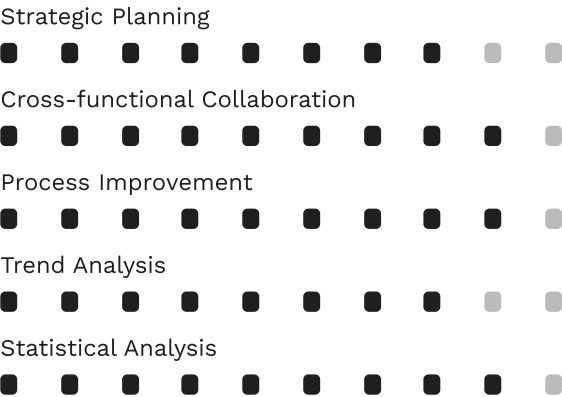 Strategic Planning
Cross-functional Collaboration
Process Improvement
Trend Analysis
Statistical Analysis